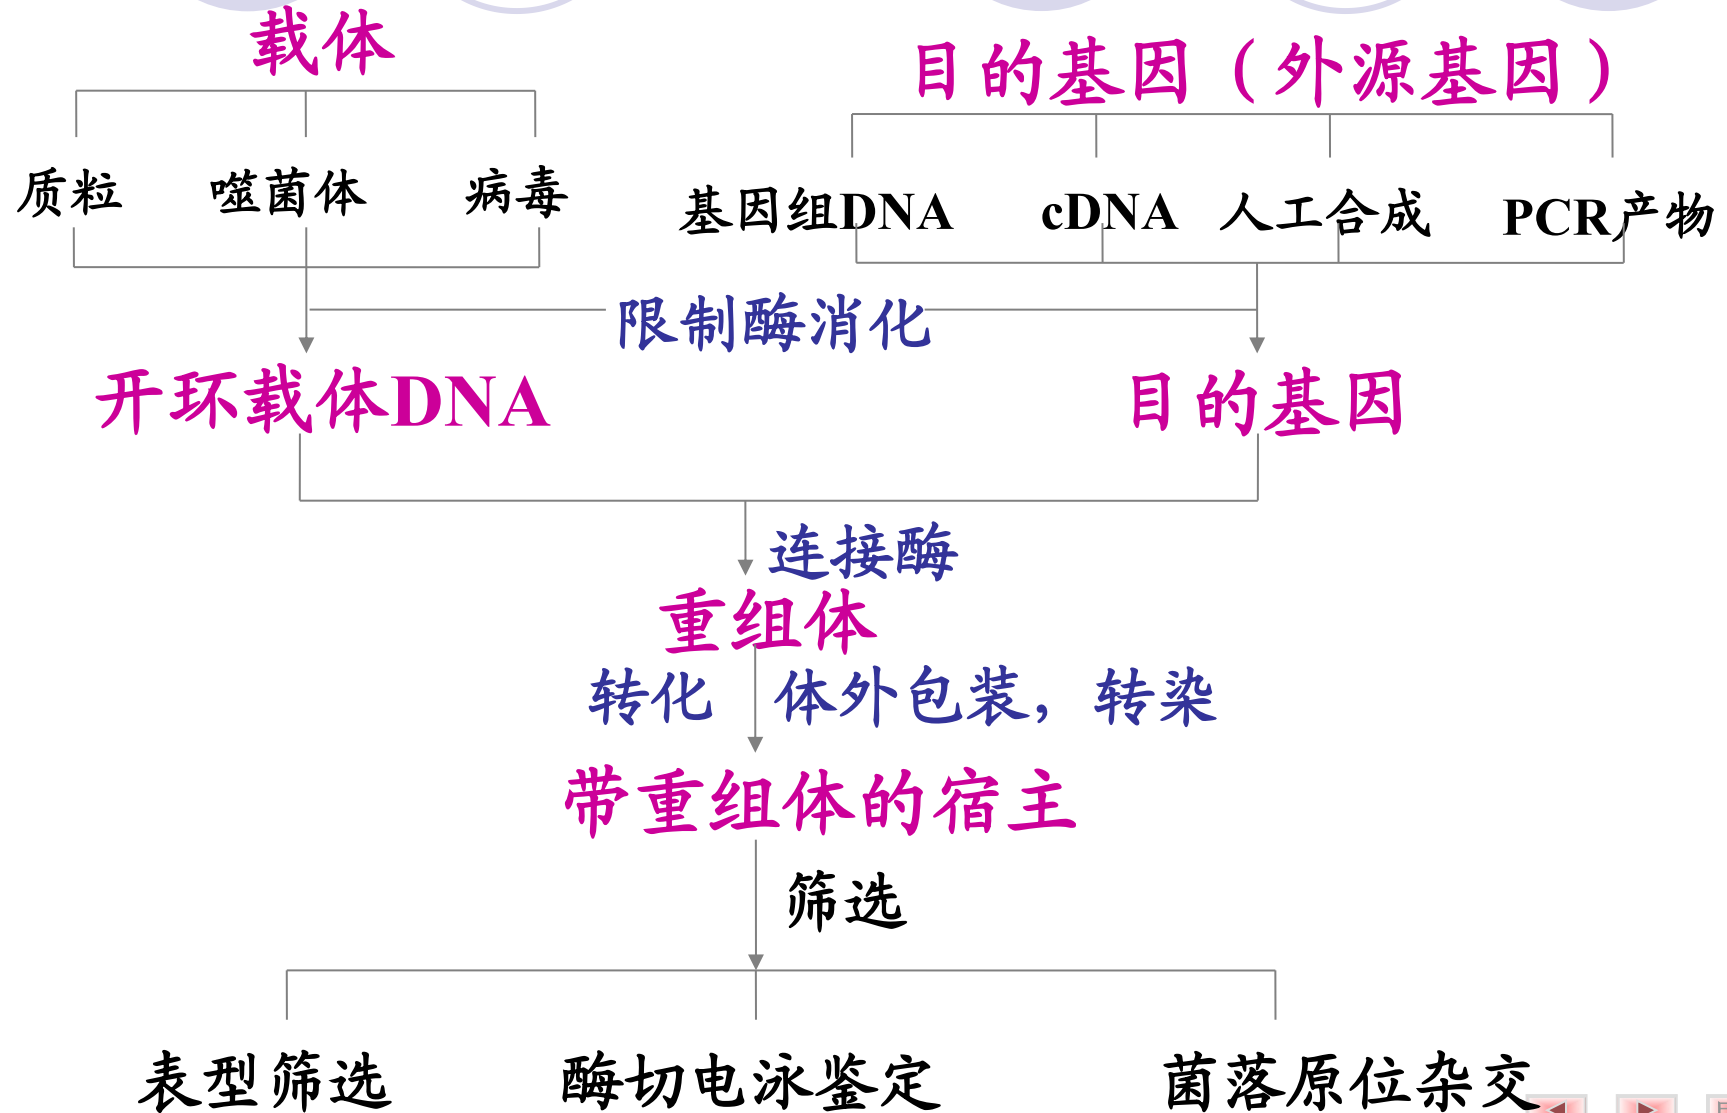 载体
目的基因（外源基因）
质粒 噬菌体 病毒
基因组DNA cDNA 人工合成 PCR产物
限制酶消化
开环载体DNA 目的基因
连接酶
重组体
转化 体外包装，转染
带重组体的宿主
筛选
表型筛选 酶切电泳鉴定 菌落原位杂交